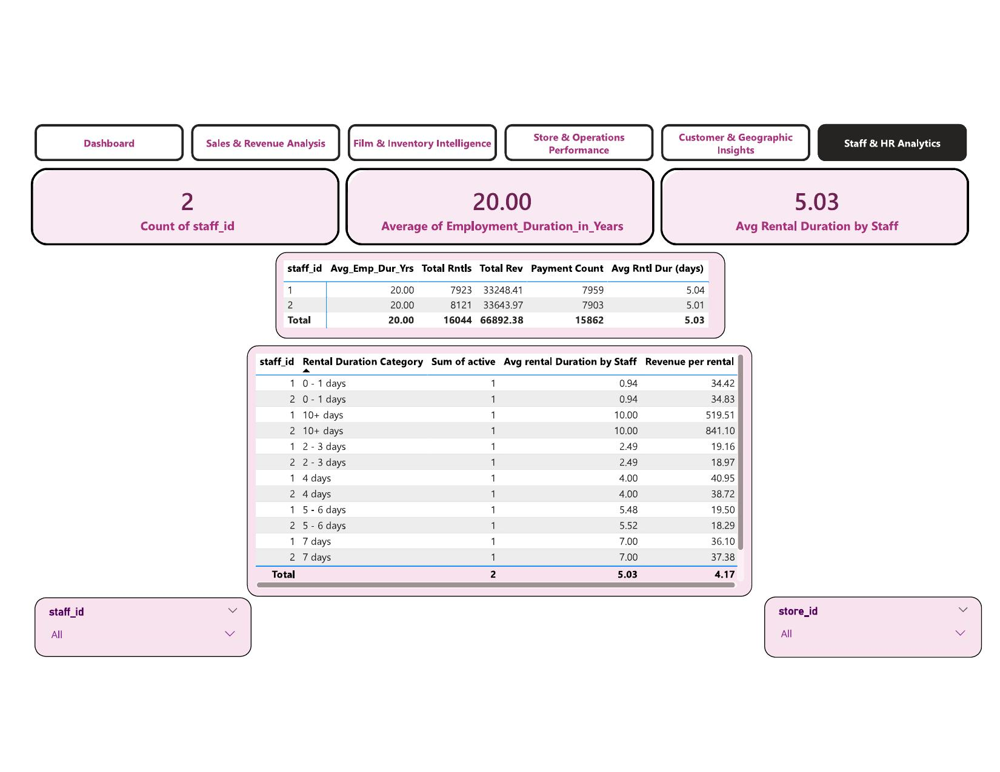 Dashboard
Sales & Revenue Analysis
Film & Inventory Intelligence
Store & Operations
Performance
Customer & Geographic
Insights
Staff & HR Analytics
2
Count of staff_id
20.00
Average of Employment_Duration_in_Years
5.03
Avg Rental Duration by Staff
staff_id Avg_Emp_Dur_Yrs Total Rntls Total Rev Payment Count Avg Rntl Dur (days)
1 20.00 7923 33248.41 7959 5.04
2 20.00 8121 33643.97 7903 5.01
Total 20.00 16044 66892.38 15862 5.03
staff_id Rental Duration Category Sum of active Avg rental Duration by Staff Revenue per rental
1 0 - 1 days 1 0.94 34.42
2 0 - 1 days 1 0.94 34.83
1 10+ days 1 10.00 519.51
2 10+ days 1 10.00 841.10
1 2 - 3 days 1 2.49 19.16
2 2 - 3 days 1 2.49 18.97
1 4 days 1 4.00 40.95
2 4 days 1 4.00 38.72
1 5 - 6 days 1 5.48 19.50
2 5 - 6 days 1 5.52 18.29
1 7 days 1 7.00 36.10
2 7 days 1 7.00 37.38
Total 2 5.03 4.17
staff_id
All
store_id
All